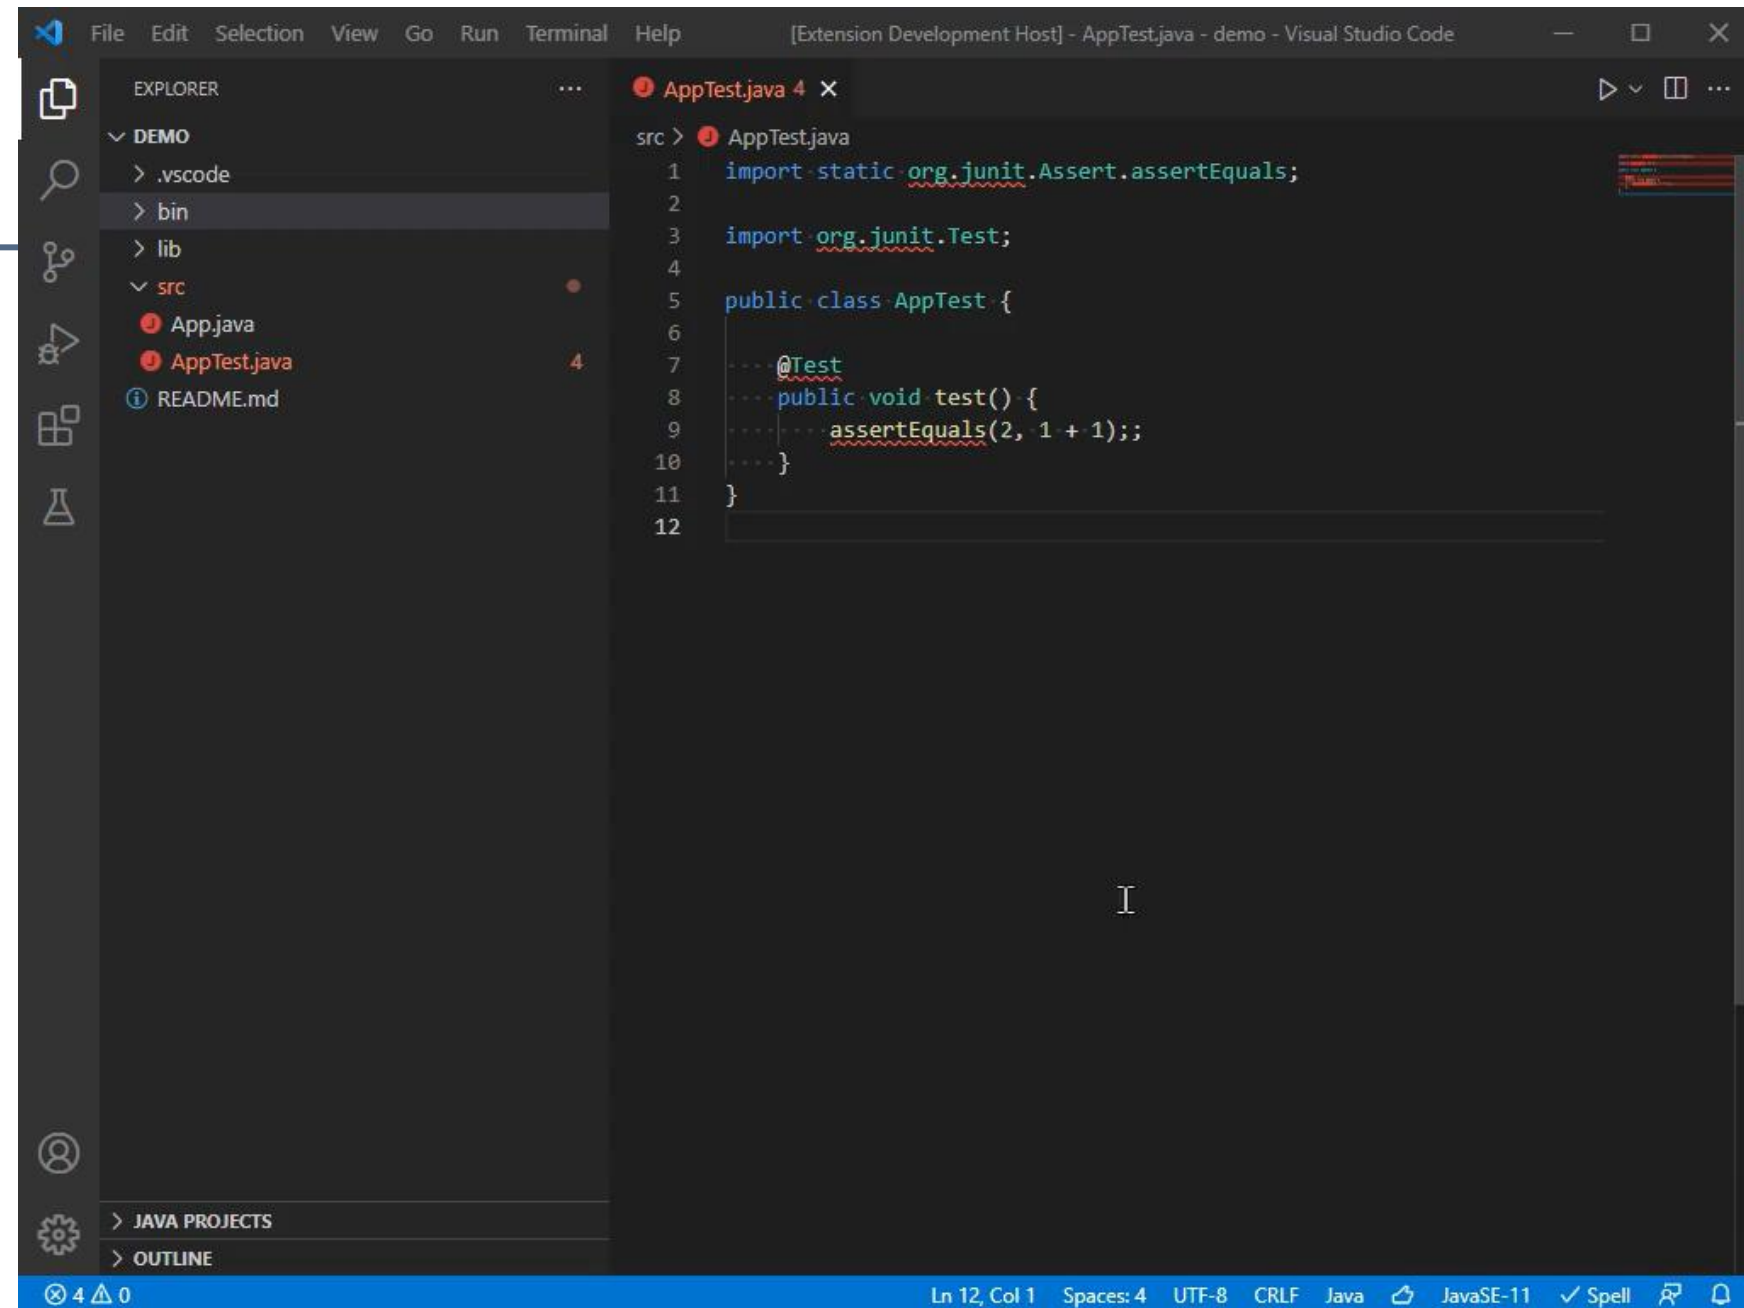 File Edit Selection View Go Run Terminal Help [Extension Development Host] - AppTest.java - demo - Visual Studio Code
EXPLORER
DEMO
.vscode
bin
lib
src
App.java
AppTest.java 4
README.md
JAVA PROJECTS
OUTLINE
AppTest.java 4
src > AppTest.java
1 import static org.junit.Assert.assertEquals;
2
3 import org.junit.Test;
4
5 public class AppTest {
6
7 @Test
8 public void test() {
9 assertEquals(2, 1 + 1);;
10 }
11 }
12
4 0 Ln 12, Col 1 Spaces: 4 UTF-8 CRLF Java JavaSE-11 Spell